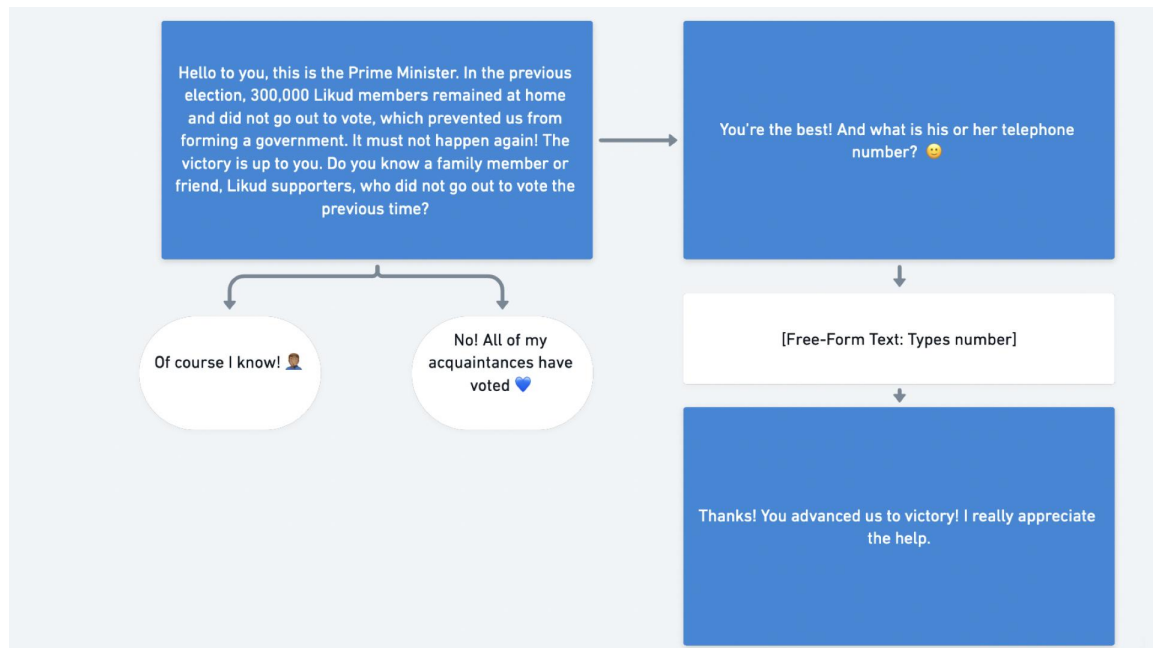 Hello to you, this is the Prime Minister. In the previous
election, 300,000 Likud members remained at home
and did not go out to vote, which prevented us from
forming a government. It must not happen again! The
victory is up to you. Do you know a family member or
friend, Likud supporters, who did not go out to vote the
previous time?
Of course I know! 🤦🏾‍♂️
No! All of my
acquaintances have
voted 💙
You're the best! And what is his or her telephone
number? 🙂
[Free-Form Text: Types number]
Thanks! You advanced us to victory! I really appreciate
the help.